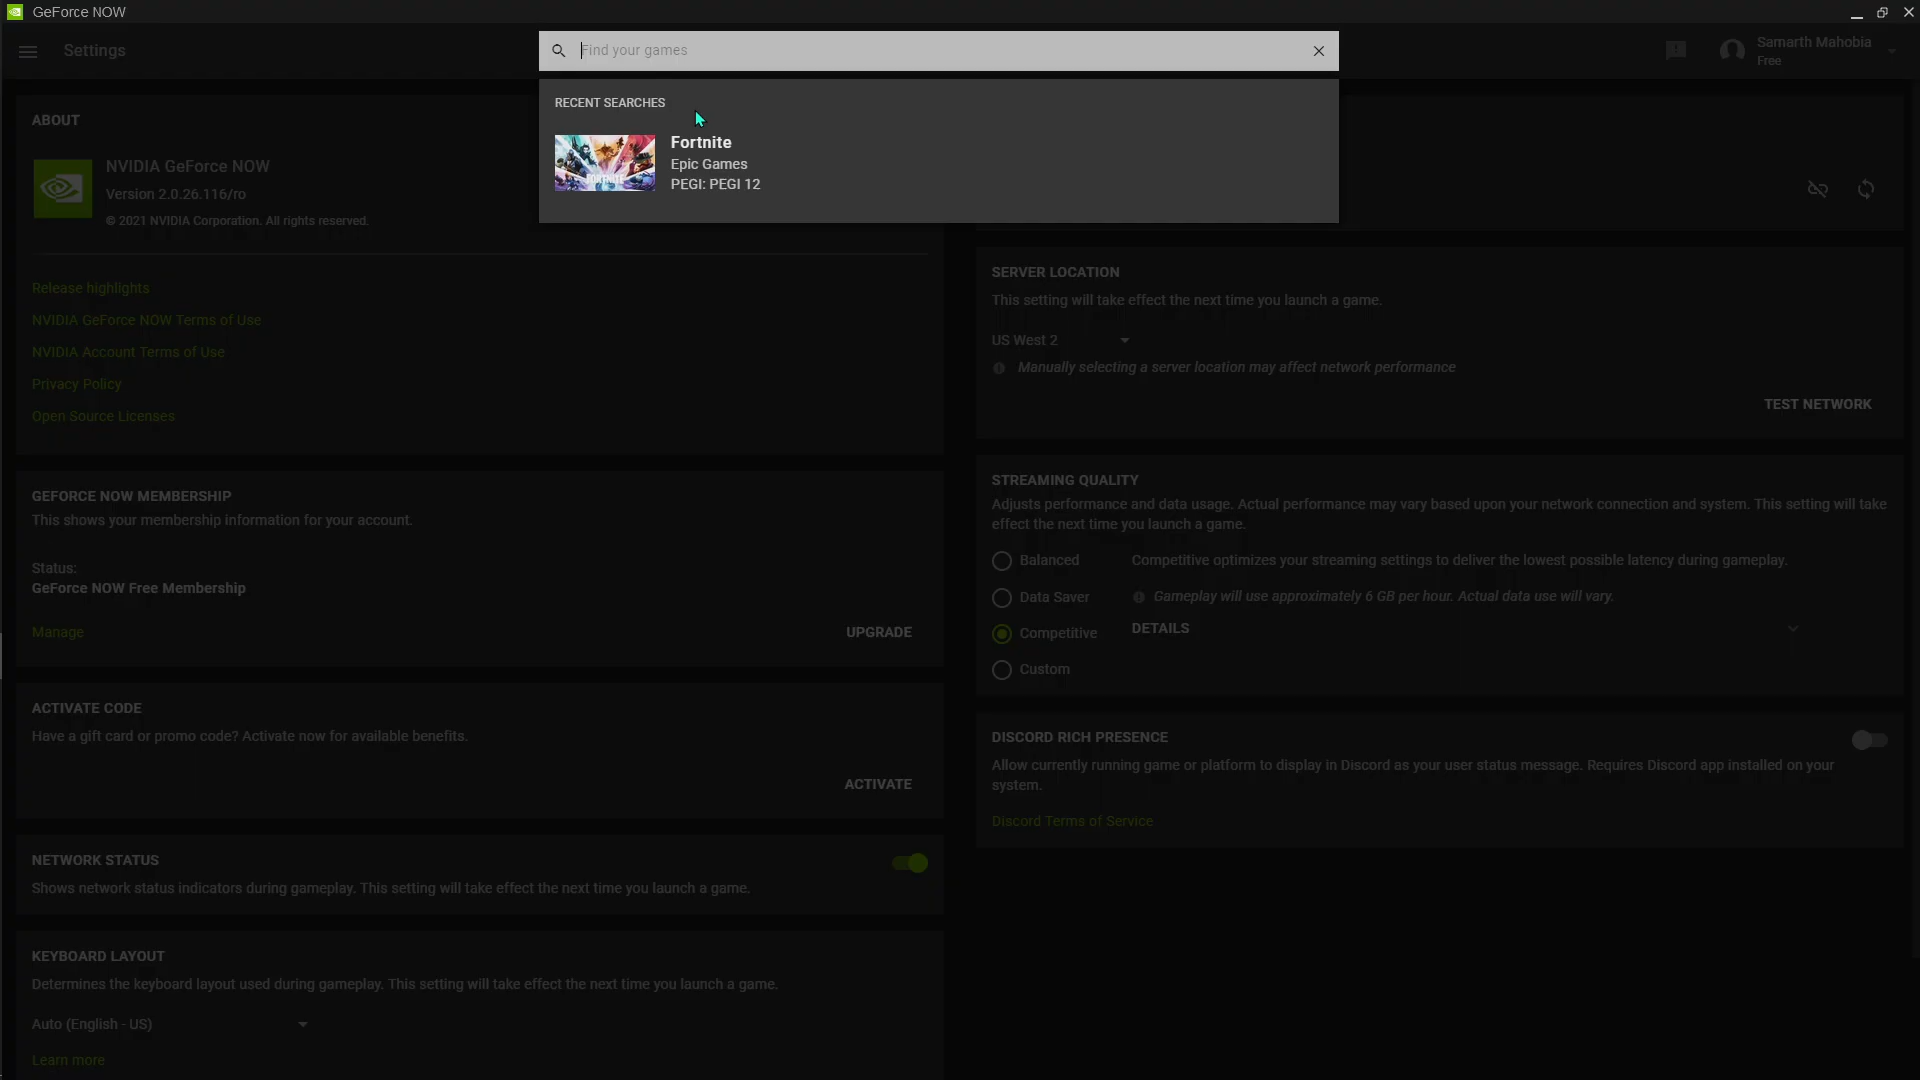 GeForce NOW
Settings
Find your games
Samarth Mahobia
Free
RECENT SEARCHES
FORTNITE
Fortnite
Epic Games
PEGI: PEGI 12
ABOUT
NVIDIA GeForce NOW
Version 2.0.26.116/ro
© 2021 NVIDIA Corporation. All rights reserved.
Release highlights
NVIDIA GeForce NOW Terms of Use
NVIDIA Account Terms of Use
Privacy Policy
Open Source Licenses
GEFORCE NOW MEMBERSHIP
This shows your membership information for your account.
Status:
GeForce NOW Free Membership
Manage
UPGRADE
ACTIVATE CODE
Have a gift card or promo code? Activate now for available benefits.
ACTIVATE
NETWORK STATUS
Shows network status indicators during gameplay. This setting will take effect the next time you launch a game.
KEYBOARD LAYOUT
Determines the keyboard layout used during gameplay. This setting will take effect the next time you launch a game.
Auto (English - US)
Learn more
SERVER LOCATION
This setting will take effect the next time you launch a game.
US West 2
Manually selecting a server location may affect network performance
TEST NETWORK
STREAMING QUALITY
Adjusts performance and data usage. Actual performance may vary based upon your network connection and system. This setting will take
effect the next time you launch a game.
Balanced
Competitive optimizes your streaming settings to deliver the lowest possible latency during gameplay.
Data Saver
Gameplay will use approximately 6 GB per hour. Actual data use will vary.
Competitive
DETAILS
Custom
DISCORD RICH PRESENCE
Allow currently running game or platform to display in Discord as your user status message. Requires Discord app installed on your
system.
Discord Terms of Service